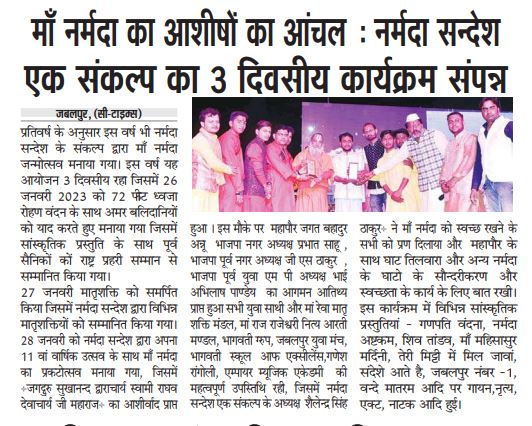 माँ नर्मदा का आशीषों का आंचल : नर्मदा सन्देश
एक संकल्प का 3 दिवसीय कार्यक्रम संपन्न
जबलपुर, (सी-टाइम्स)
प्रतिवर्ष के अनुसार इस वर्ष भी नर्मदा
सन्देश के संकल्प द्वारा माँ नर्मदा
जन्मोत्सव मनाया गया। इस वर्ष यह
आयोजन 3 दिवसीय रहा जिसमें 26
जनवरी 2023 को 72 पीट ध्वजा
रोहण वंदन के साथ अमर बलिदानियों
को याद करते हुए मनाया गया जिसमें
सांस्कृतिक प्रस्तुति के साथ पूर्व
सैनिकों कों राष्ट्र प्रहरी सम्मान से
सम्मानित किया गया।
27 जनवरी मातृशक्ति को समर्पित
किया जिसमें नर्मदा सन्देश द्वारा विभिन्न
मातृशक्तियों को सम्मानित किया गया।
28 जनवरी को नर्मदा सन्देश द्वारा अपना
11 वां वार्षिक उत्सव के साथ माँ नर्मदा
का प्रकटोत्सव मनाया गया, जिसमें
÷जगद्गुरु सुखानन्द द्वाराचार्य स्वामी राघव
देवाचार्य जी महाराज÷ का आशीर्वाद प्राप्त
हुआ । इस मौके पर महापौर जगत बहादुर
अन्नू भाजपा नगर अध्यक्ष प्रभात साहू ,
भाजपा पूर्व नगर अध्यक्ष जी एस ठाकुर ,
भाजपा पूर्व युवा एम पी अध्यक्ष भाई
अभिलाष पाण्डेय का आगमन आतिथ्य
प्राप्त हुआ सभी युवा साथी और मां रेवा मातृ
शक्ति मंडल, मां राज राजेश्वरी नित्य आरती
मण्डल, भागवती ग्रुप, जबलपुर युवा मंच,
भागवती स्कूल आफ एक्सीलेंस,गणेश
रांगोली, एम्पायर म्यूजिक एकेडमी की
महत्वपूर्ण उपस्तिथि रही, जिसमें नर्मदा
सन्देश एक संकल्प के अध्यक्ष शैलेन्द्र सिंह
ठाकुर÷ ने माँ नर्मदा को स्वच्छ रखने के
सभी को प्रण दिलाया और महापौर के
साथ घाट तिलवारा और अन्य नर्मदा
के घाटो के सौन्दरीकरण और
स्वच्छता के कार्य के लिए बात रखी।
इस कार्यक्रम में विभिन्न सांस्कृतिक
प्रस्तुतियां - गणपति वंदना, नर्मदा
अष्टकम, शिव तांडव, माँ महिसासुर
मर्दिनी, तेरी मिट्टी में मिल जावां,
संदेशे आते है, जबलपुर नंबर -1,
वन्दे मातरम आदि पर गायन,नृत्य,
एक्ट, नाटक आदि हुई।